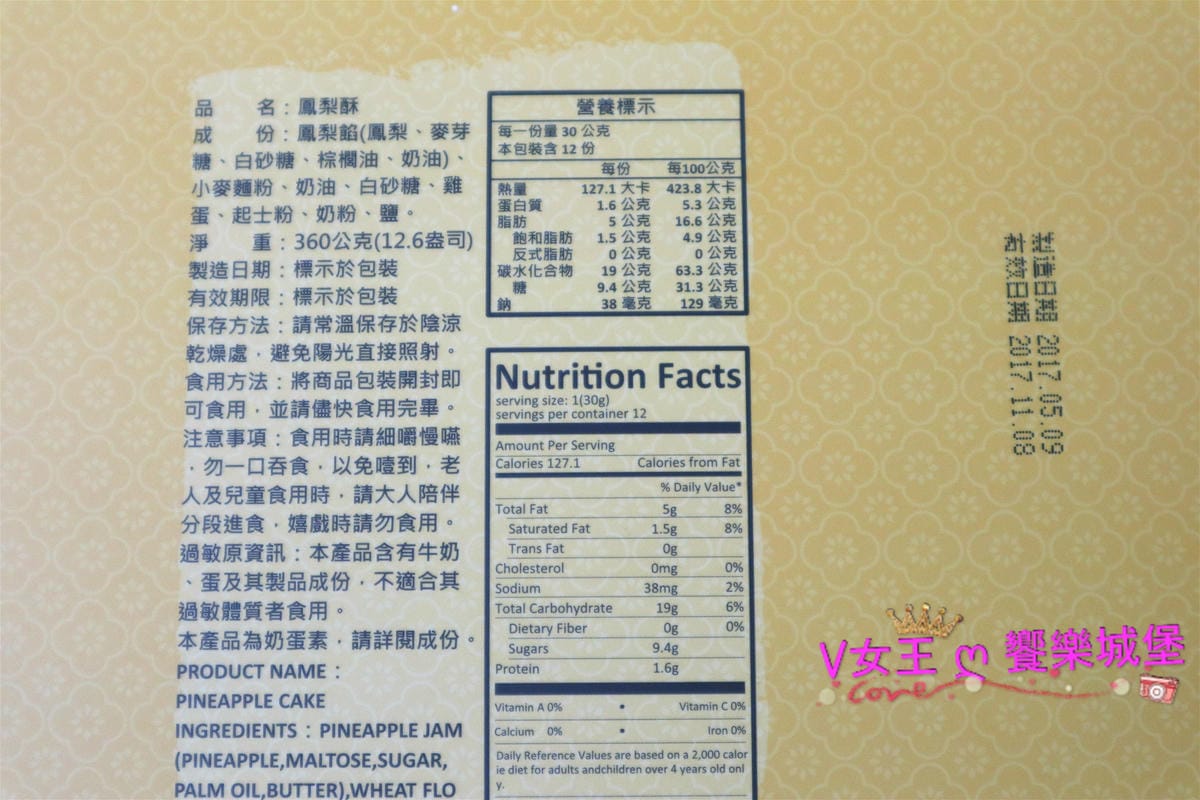 品　　名：鳳梨酥
成　　份：鳳梨餡(鳳梨、麥芽
糖、白砂糖、棕櫚油、奶油)、
小麥麵粉、奶油、白砂糖、雞
蛋、起士粉、奶粉、鹽。
淨　　重：360公克(12.6盎司)
製造日期：標示於包裝
有效期限：標示於包裝
保存方法：請常溫保存於陰涼
乾燥處，避免陽光直接照射。
食用方法：將商品包裝開封即
可食用，並請儘快食用完畢。
注意事項：食用時請細嚼慢嚥
，勿一口吞食，以免噎到，老
人及兒童食用時，請大人陪伴
分段進食，嬉戲時請勿食用。
過敏原資訊：本產品含有牛奶
、蛋及其製品成份，不適合其
過敏體質者食用。
本產品為奶蛋素，請詳閱成份。
PRODUCT NAME：
PINEAPPLE CAKE
INGREDIENTS：PINEAPPLE JAM
(PINEAPPLE,MALTOSE,SUGAR,
PALM OIL,BUTTER),WHEAT FLO
營養標示
每一份量 30 公克
本包裝含 12 份
每份 每100公克
熱量 127.1 大卡 423.8 大卡
蛋白質 1.6 公克 5.3 公克
脂肪 5 公克 16.6 公克
飽和脂肪 1.5 公克 4.9 公克
反式脂肪 0 公克 0 公克
碳水化合物 19 公克 63.3 公克
糖 9.4 公克 31.3 公克
鈉 38 毫克 129 毫克
Nutrition Facts
serving size: 1(30g)
servings per container 12
Amount Per Serving
Calories 127.1 Calories from Fat
% Daily Value*
Total Fat 5g 8%
Saturated Fat 1.5g 8%
Trans Fat 0g
Cholesterol 0mg 0%
Sodium 38mg 2%
Total Carbohydrate 19g 6%
Dietary Fiber 0g 0%
Sugars 9.4g
Protein 1.6g
Vitamin A 0% • Vitamin C 0%
Calcium 0% • Iron 0%
Daily Reference Values are based on a 2,000 calor
ie diet for adults andchildren over 4 years old onl
y.
製造日期 2017.05.09
有效日期 2017.11.08
V女王 ღ 饗樂城堡
Love